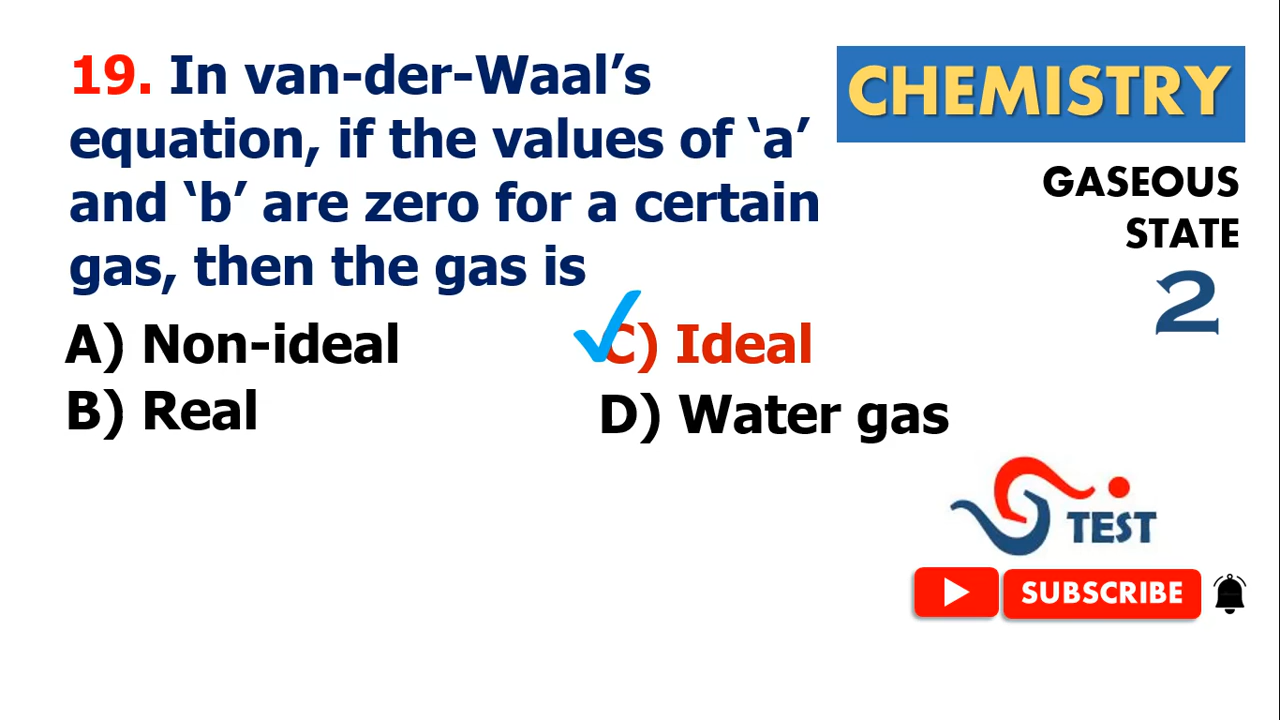 19. In van-der-Waal’s
equation, if the values of ‘a’
and ‘b’ are zero for a certain
gas, then the gas is
A) Non-ideal
B) Real
C) Ideal
D) Water gas
CHEMISTRY
GASEOUS
STATE
2
TEST
SUBSCRIBE